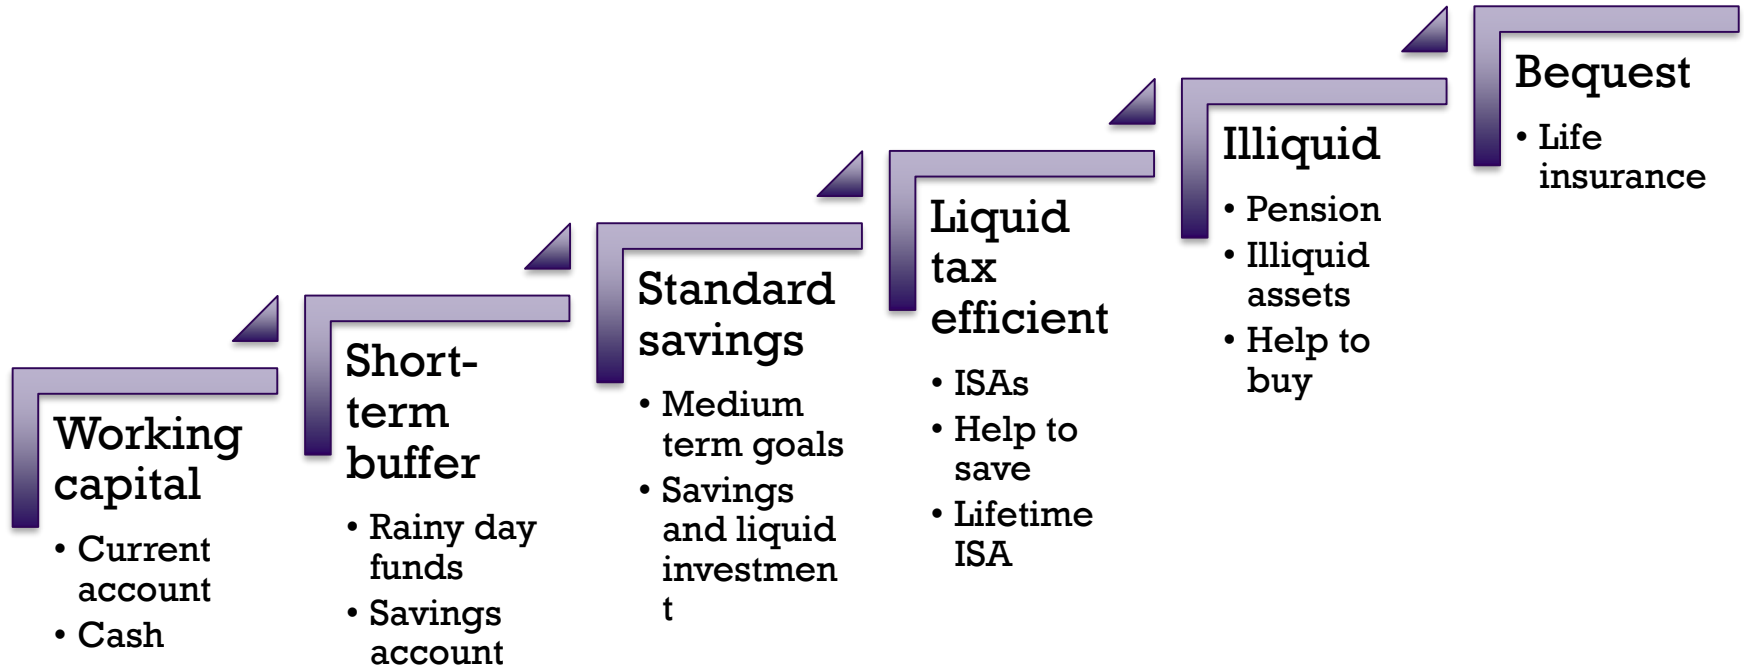 Working
capital
• Current
account
• Cash
Short-
term
buffer
• Rainy day
funds
• Savings
account
Standard
savings
• Medium
term goals
• Savings
and liquid
investmen
t
Liquid
tax
efficient
• ISAs
• Help to
save
• Lifetime
ISA
Illiquid
• Pension
• Illiquid
assets
• Help to
buy
Bequest
• Life
insurance